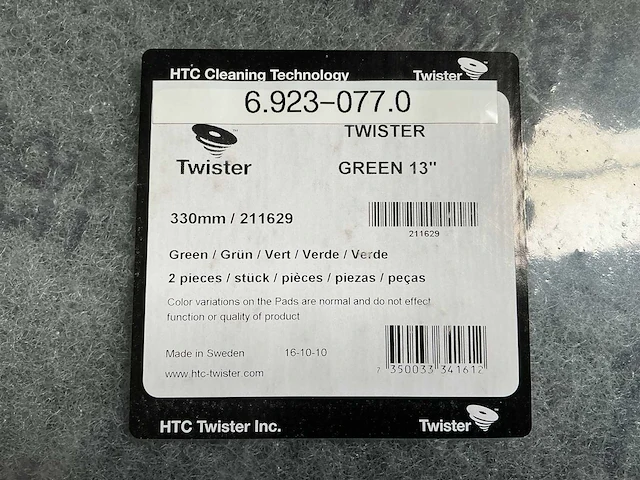 HTC Cleaning Technology Twister
6.923-077.0
TWISTER
Twister
GREEN 13"
330mm / 211629
211629
Green / Grün / Vert / Verde / Verde
2 pieces / stück / pièces / piezas / peças
Color variations on the Pads are normal and do not effect
function or quality of product
Made in Sweden 16-10-10
www.htc-twister.com
7 350033 341612
HTC Twister Inc. Twister